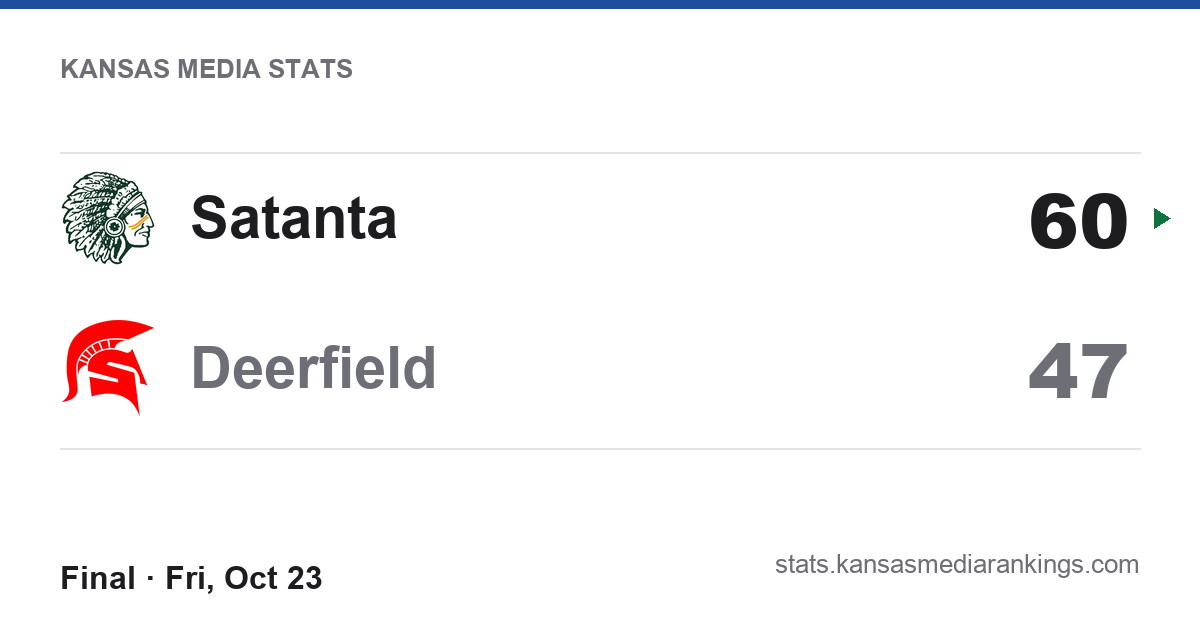 KANSAS MEDIA STATS
Satanta 60
Deerfield 47
Final · Fri, Oct 23
stats.kansasmediarankings.com